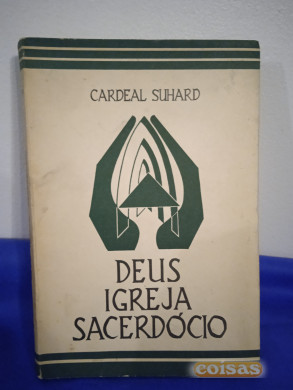 CARDEAL SUHARD
DEUS
IGREJA
SACERDÓCIO
coisas